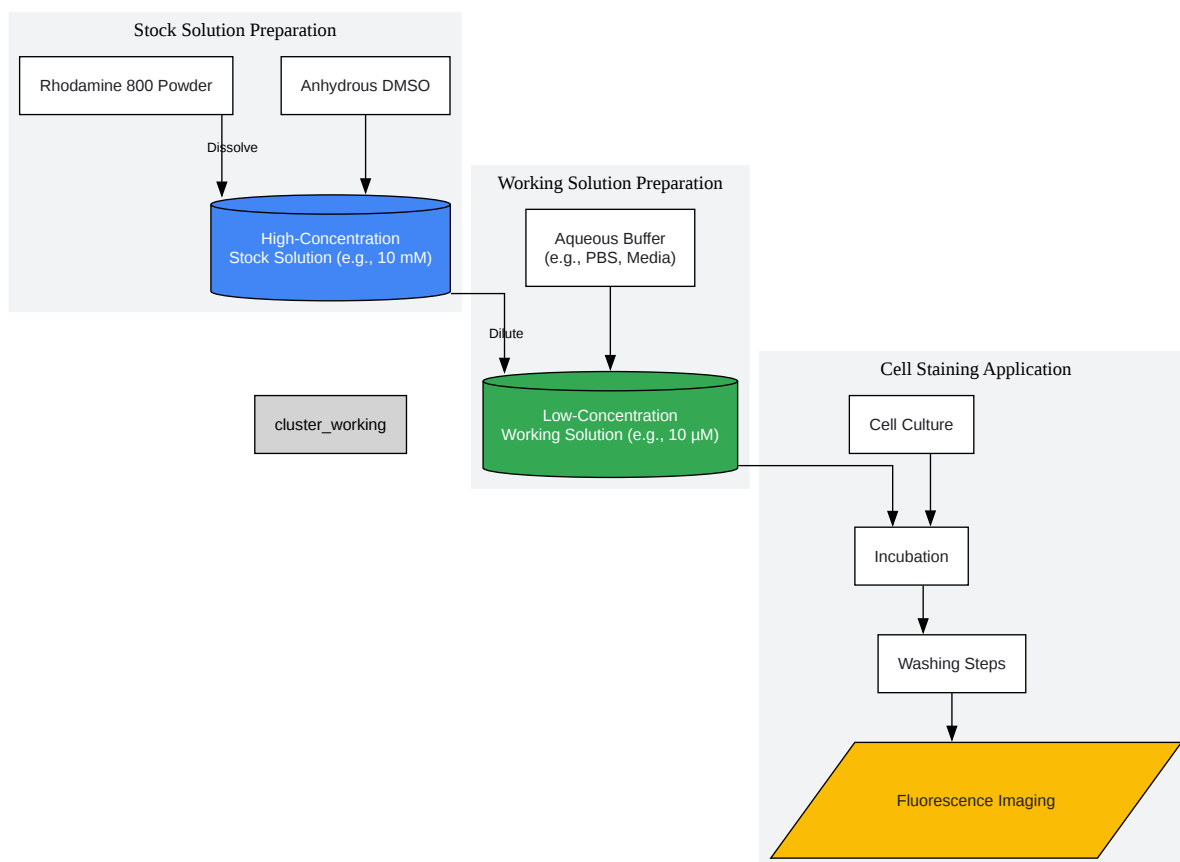 Stock Solution Preparation
Rhodamine 800 Powder
Anhydrous DMSO
Dissolve
High-Concentration
Stock Solution (e.g., 10 mM)
Working Solution Preparation
Aqueous Buffer
(e.g., PBS, Media)
Dilute
Low-Concentration
Working Solution (e.g., 10 µM)
cluster_working
Cell Staining Application
Cell Culture
Incubation
Washing Steps
Fluorescence Imaging